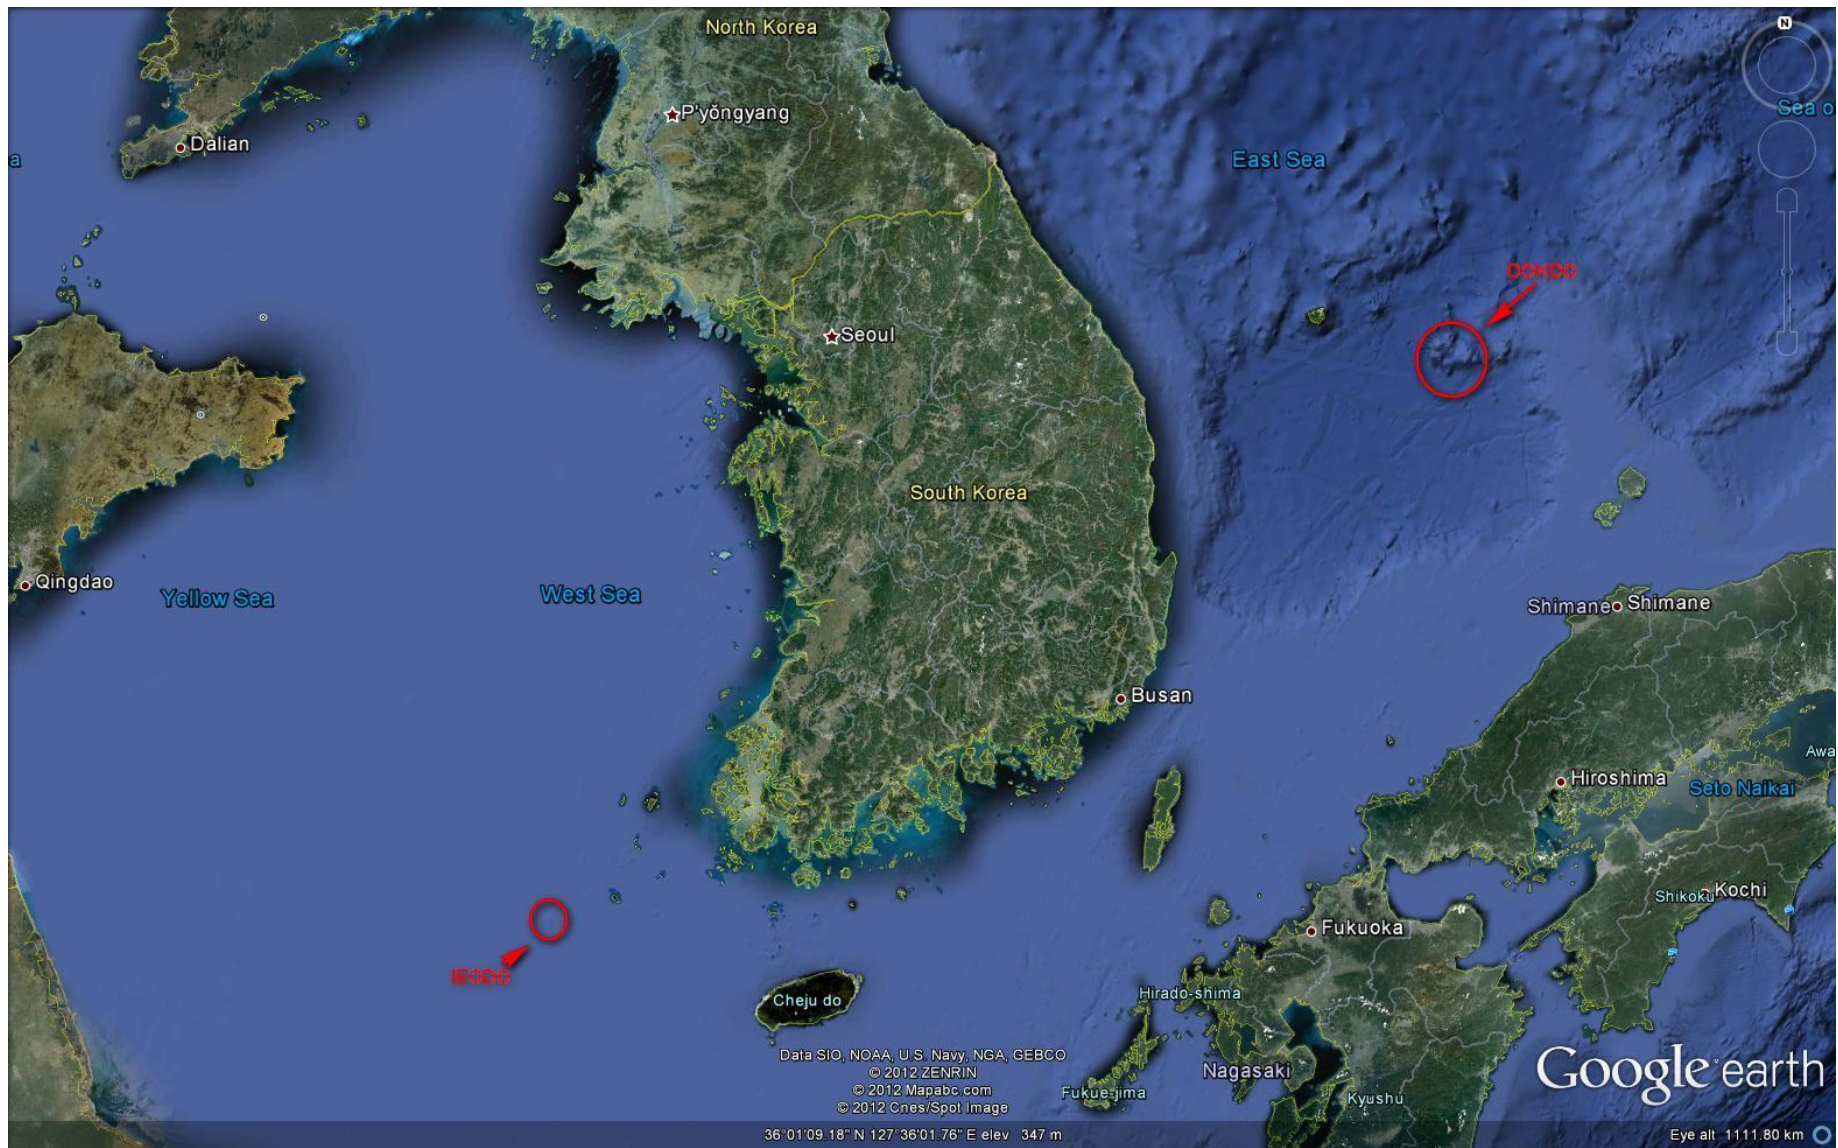 North Korea
N
Sea o
P'yŏngyang
Dalian
a
East Sea
DOKDO
Seoul
South Korea
Qingdao
Yellow Sea
West Sea
Shimane Shimane
Busan
Awa
Hiroshima
Seto Naikai
Shikoku Kochi
Fukuoka
IEODO
Cheju do
Hirado-shima
Data SIO, NOAA, U.S. Navy, NGA, GEBCO
© 2012 ZENRIN
© 2012 Mapabc.com
© 2012 Cnes/Spot Image
Nagasaki
Fukue-jima
Kyushu
Google earth
36°01'09.18" N 127°36'01.76" E elev 347 m
Eye alt 1111.80 km